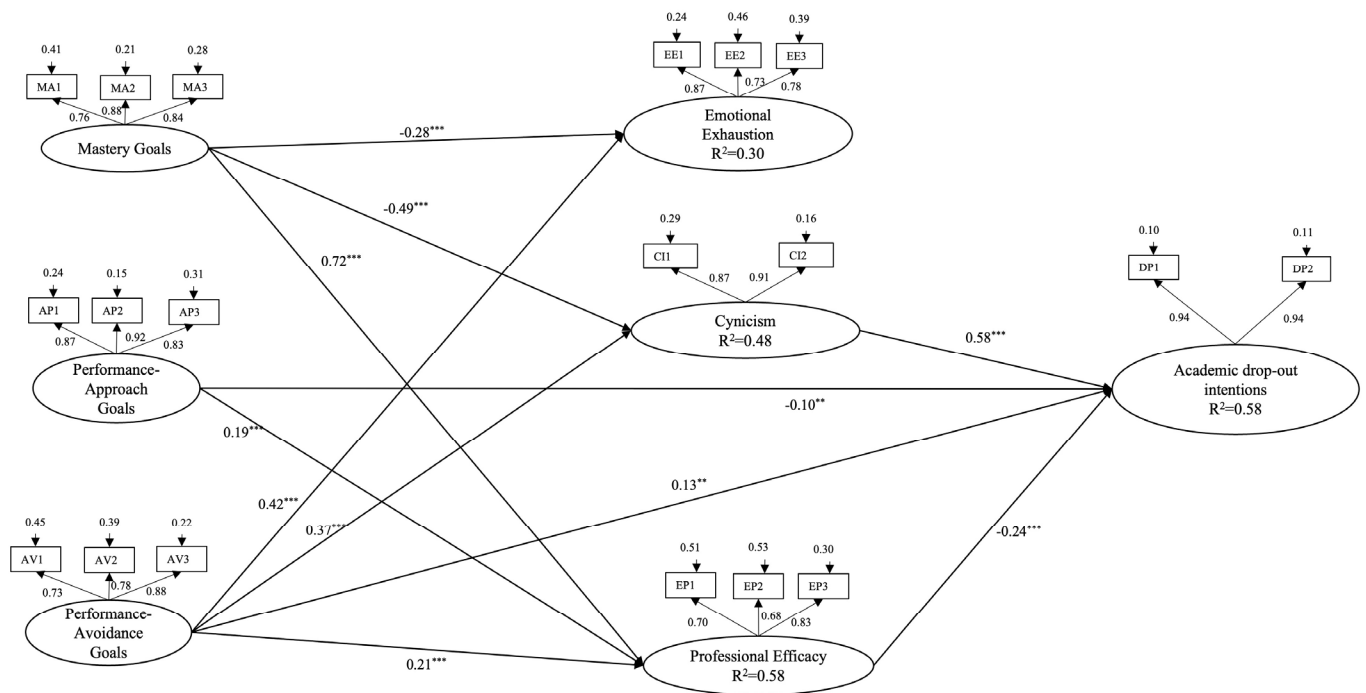 0.41
0.21
0.28
MA1
MA2
MA3
0.76
0.88
0.84
Mastery Goals
0.24
0.46
0.39
EE1
EE2
EE3
0.87
0.73
0.78
Emotional
Exhaustion
R²=0.30
-0.28***
-0.49***
0.72***
0.29
0.16
CI1
CI2
0.87
0.91
Cynicism
R²=0.48
0.10
0.11
DP1
DP2
0.94
0.94
Academic drop-out
intentions
R²=0.58
0.58***
0.24
0.15
0.31
AP1
AP2
AP3
0.87
0.92
0.83
Performance-
Approach
Goals
-0.10**
0.19***
0.42***
0.37***
0.13**
-0.24***
0.45
0.39
0.22
AV1
AV2
AV3
0.73
0.78
0.88
Performance-
Avoidance
Goals
0.21***
0.51
0.53
0.30
EP1
EP2
EP3
0.70
0.68
0.83
Professional Efficacy
R²=0.58